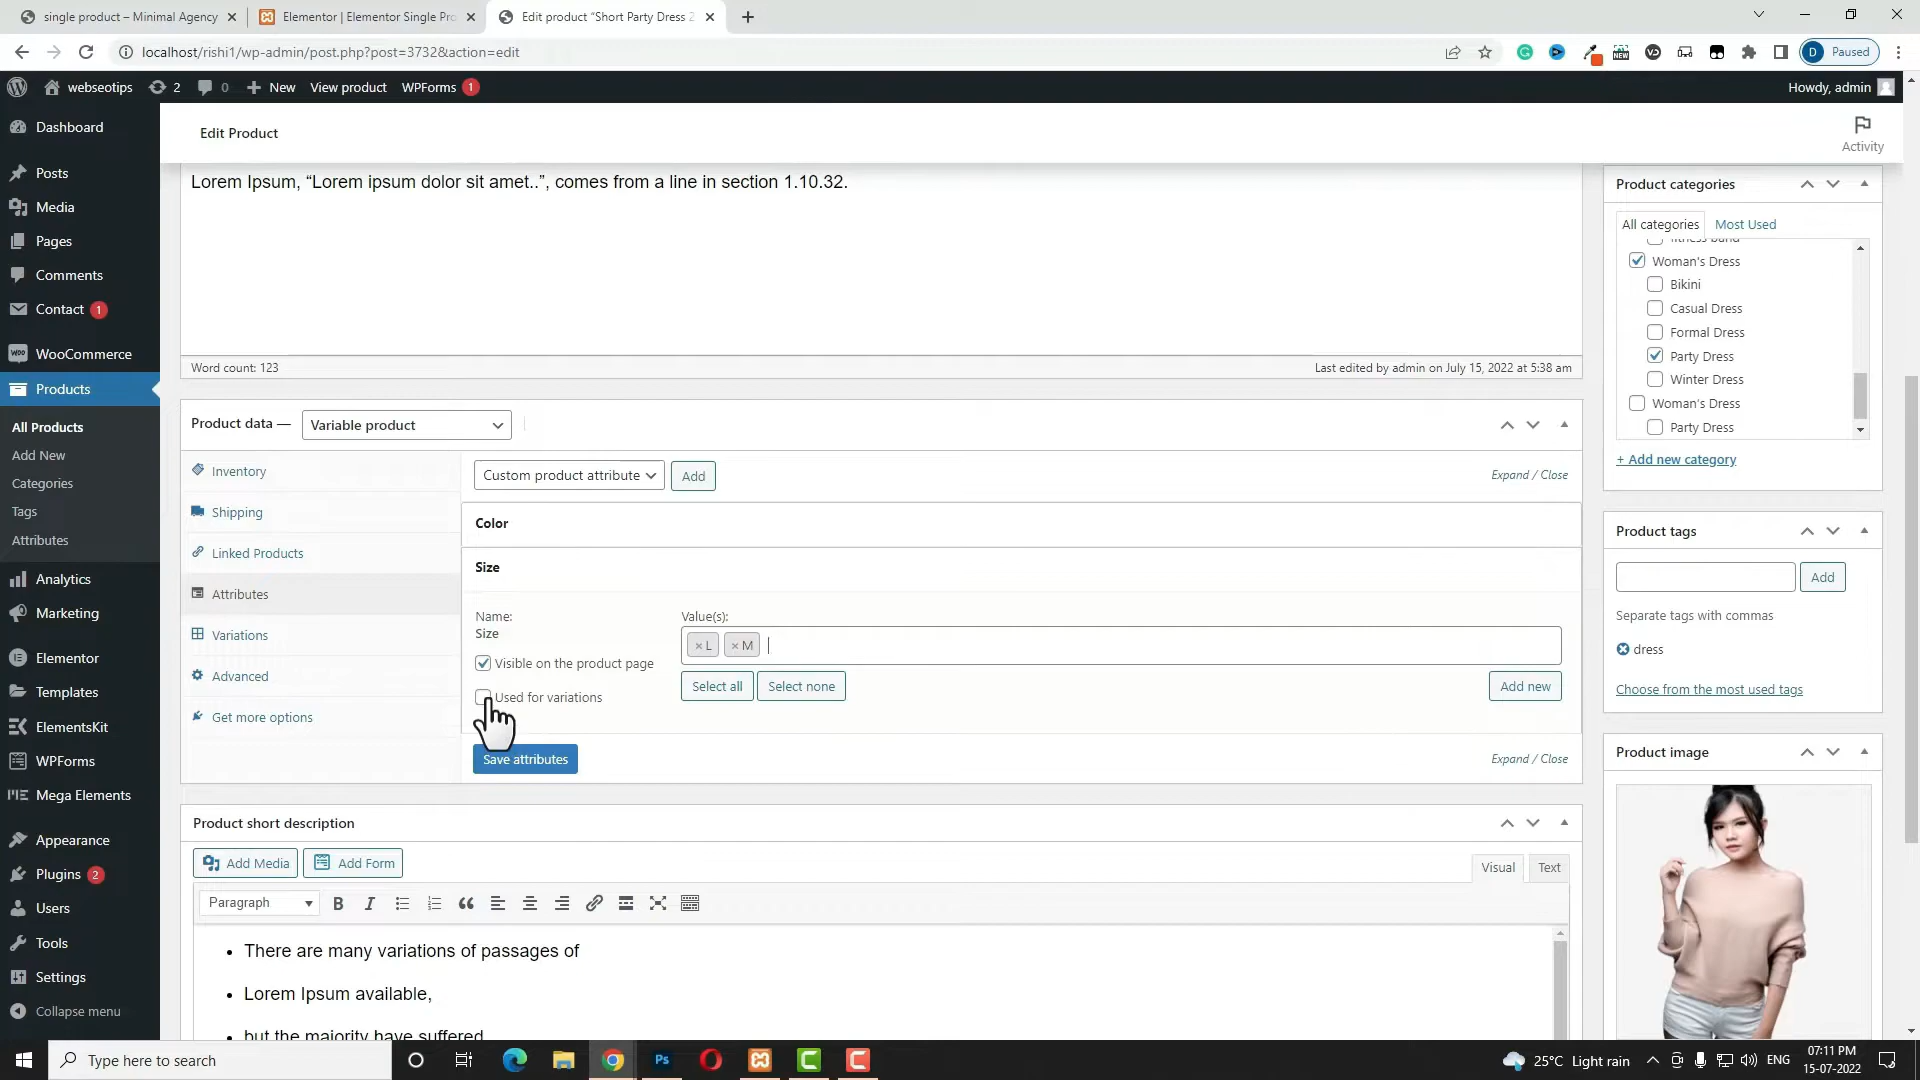 single product – Minimal Agency
Elementor | Elementor Single Pro
Edit product “Short Party Dress 2
localhost/rishi1/wp-admin/post.php?post=3732&action=edit
NEW
D Paused
webseotips
2
0
New
View product
WPForms 1
Howdy, admin
Edit Product
Activity
Dashboard
Posts
Media
Pages
Comments
Contact 1
WooCommerce
Products
All Products
Add New
Categories
Tags
Attributes
Analytics
Marketing
Elementor
Templates
ElementsKit
WPForms
Mega Elements
Appearance
Plugins 2
Users
Tools
Settings
Collapse menu
Lorem Ipsum, “Lorem ipsum dolor sit amet..”, comes from a line in section 1.10.32.
Word count: 123
Last edited by admin on July 15, 2022 at 5:38 am
Product data —
Variable product
Inventory
Shipping
Linked Products
Attributes
Variations
Advanced
Get more options
Custom product attribute
Add
Expand / Close
Color
Size
Name:
Size
Visible on the product page
Used for variations
Value(s):
× L
× M
Select all
Select none
Add new
Save attributes
Expand / Close
Product short description
Add Media
Add Form
Visual
Text
Paragraph
B
I
• There are many variations of passages of
• Lorem Ipsum available,
• but the majority have suffered
Product categories
All categories
Most Used
fitness band
Woman's Dress
Bikini
Casual Dress
Formal Dress
Party Dress
Winter Dress
Woman's Dress
Party Dress
+ Add new category
Product tags
Add
Separate tags with commas
dress
Choose from the most used tags
Product image
Type here to search
Ps
25°C Light rain
ENG
07:11 PM
15-07-2022